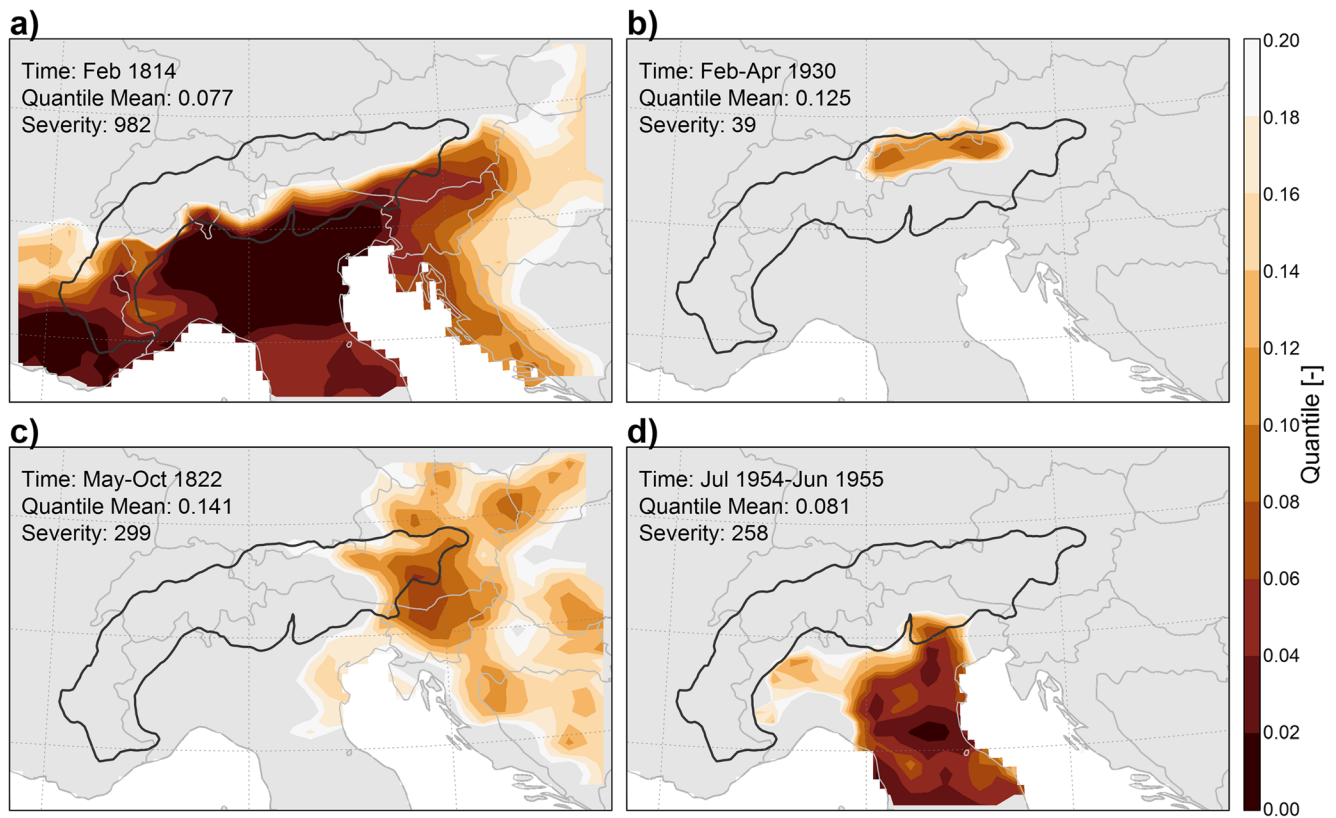 a)
Time: Feb 1814
Quantile Mean: 0.077
Severity: 982
b)
Time: Feb-Apr 1930
Quantile Mean: 0.125
Severity: 39
c)
Time: May-Oct 1822
Quantile Mean: 0.141
Severity: 299
d)
Time: Jul 1954-Jun 1955
Quantile Mean: 0.081
Severity: 258
0.20
0.18
0.16
0.14
0.12
0.10
0.08
0.06
0.04
0.02
0.00
Quantile [-]